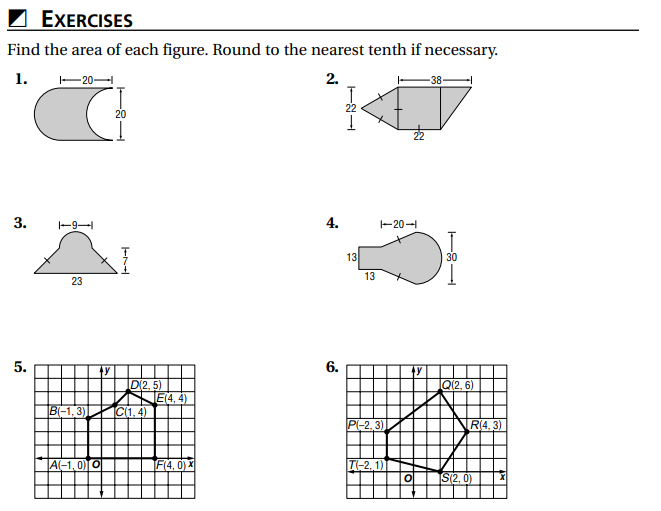 EXERCISES
Find the area of each figure. Round to the nearest tenth if necessary.
1.
20
20
2.
38
22
22
3.
9
7
23
4.
20
13
30
13
5.
y
D(2, 5)
E(4, 4)
B(−1, 3)
C(1, 4)
A(−1, 0)
O
F(4, 0)
x
6.
y
Q(2, 6)
P(−2, 3)
R(4, 3)
T(−2, 1)
O
S(2, 0)
x